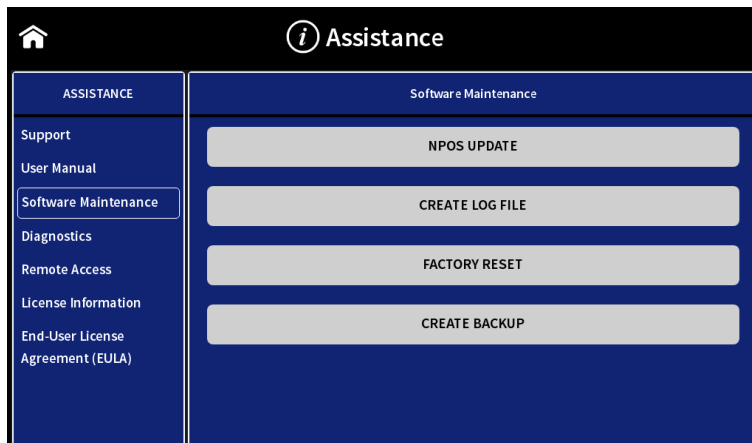 Assistance
ASSISTANCE
Support
User Manual
Software Maintenance
Diagnostics
Remote Access
License Information
End-User License
Agreement (EULA)
Software Maintenance
NPOS UPDATE
CREATE LOG FILE
FACTORY RESET
CREATE BACKUP